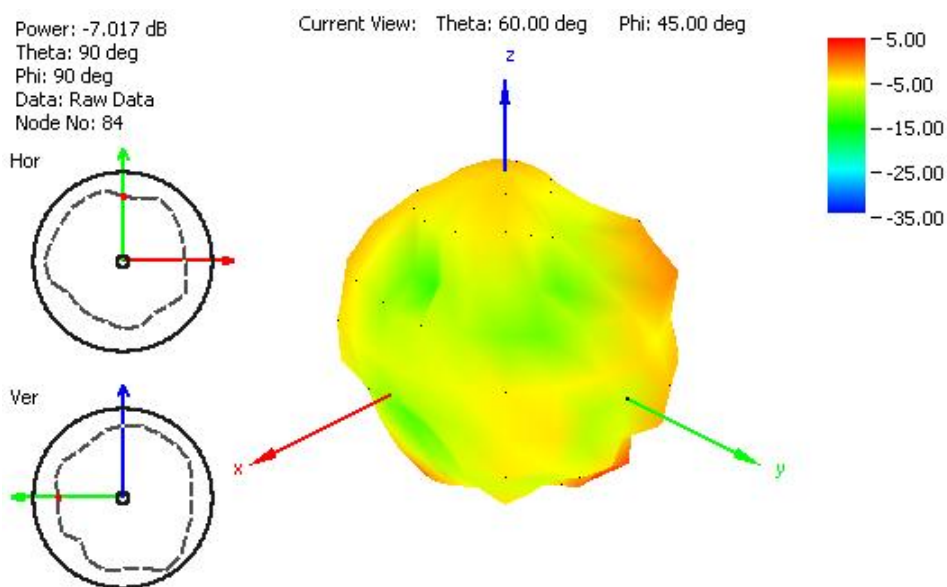 Power: -7.017 dB
Theta: 90 deg
Phi: 90 deg
Data: Raw Data
Node No: 84
Current View: Theta: 60.00 deg Phi: 45.00 deg
z
5.00
-5.00
-15.00
-25.00
-35.00
Hor
Ver
x
y